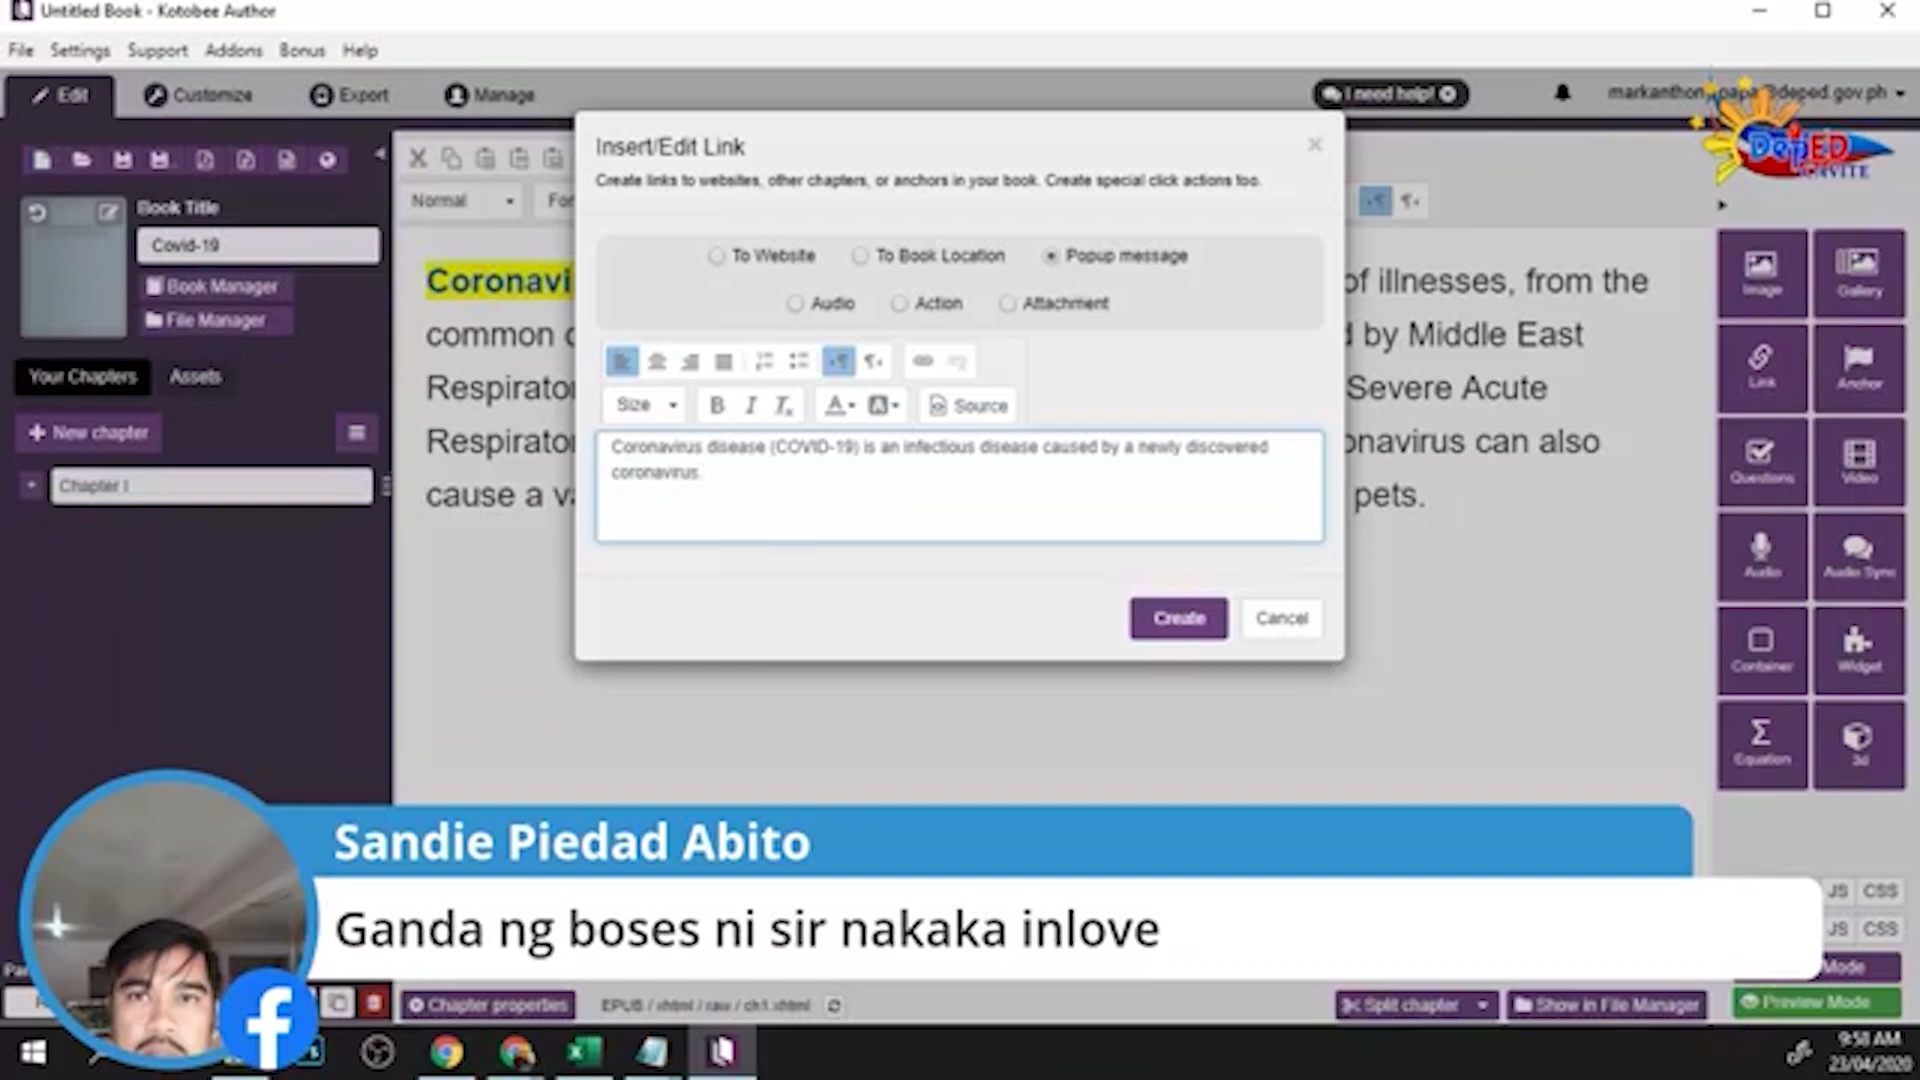 Untitled Book - Kotobee Author
File Settings Support Addons Bonus Help
Edit Customize Export Manage
I need help!
DepED
CAVITE
Book Title
Covid-19
Book Manager
File Manager
Your Chapters Assets
New chapter
Chapter I
Normal
Insert/Edit Link
Create links to websites, other chapters, or anchors in your book. Create special click actions too.
To Website To Book Location Popup message
Audio Action Attachment
Size B I Source
Coronavirus disease (COVID-19) is an infectious disease caused by a newly discovered
coronavirus.
Create Cancel
Coronavi of illnesses, from the
common by Middle East
Respirator Severe Acute
Respirator onavirus can also
cause a pets.
Image Gallery
Link Anchor
Questions Video
Audio Audio Sync
Container Widget
Equation 3d
Sandie Piedad Abito
Ganda ng boses ni sir nakaka inlove
JS CSS
JS CSS
Mode
Chapter properties EPUB / xhtml / raw / ch1.xhtml Split chapter Show in File Manager Preview Mode
9:58 AM
23/04/2020